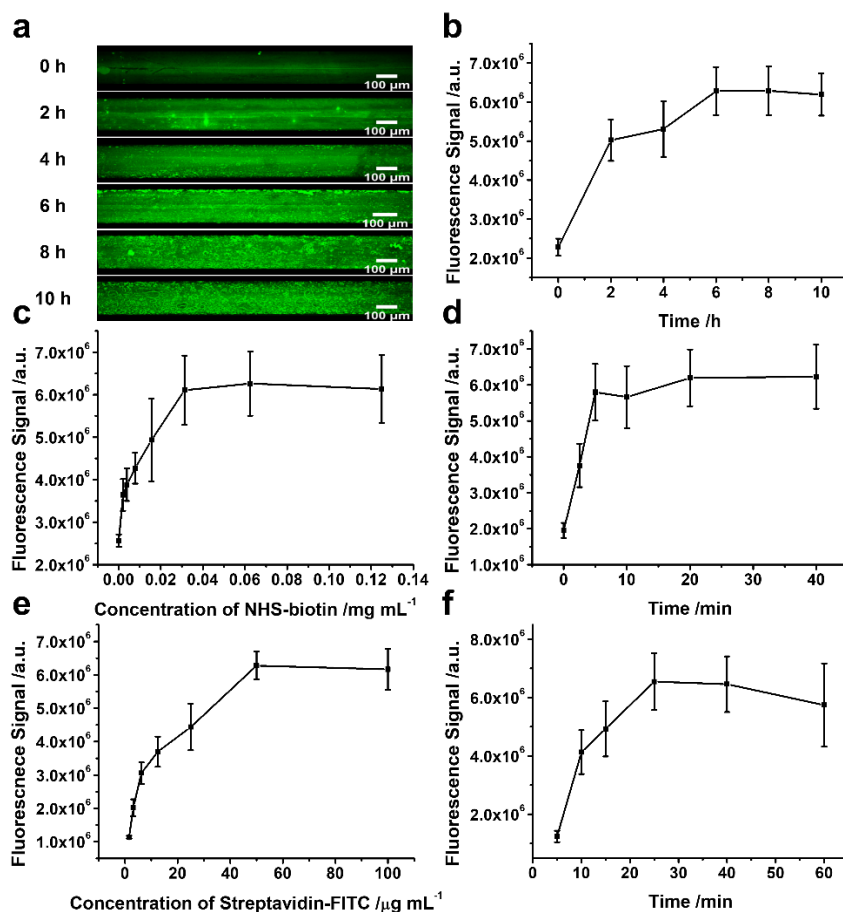 a
0 h
100 µm
2 h
100 µm
4 h
100 µm
6 h
100 µm
8 h
100 µm
10 h
100 µm
b
Fluorescence Signal /a.u.
7.0x10⁶
6.0x10⁶
5.0x10⁶
4.0x10⁶
3.0x10⁶
2.0x10⁶
0 2 4 6 8 10
Time /h
c
Fluorescence Signal /a.u.
7.0x10⁶
6.0x10⁶
5.0x10⁶
4.0x10⁶
3.0x10⁶
2.0x10⁶
0.00 0.02 0.04 0.06 0.08 0.10 0.12 0.14
Concentration of NHS-biotin /mg mL⁻¹
d
Fluorescence Signal /a.u.
7.0x10⁶
6.0x10⁶
5.0x10⁶
4.0x10⁶
3.0x10⁶
2.0x10⁶
1.0x10⁶
0 10 20 30 40
Time /min
e
Fluorescnece Signal /a.u.
7.0x10⁶
6.0x10⁶
5.0x10⁶
4.0x10⁶
3.0x10⁶
2.0x10⁶
1.0x10⁶
0 20 40 60 80 100
Concentration of Streptavidin-FITC /µg mL⁻¹
f
Fluorescence Signal /a.u.
8.0x10⁶
6.0x10⁶
4.0x10⁶
2.0x10⁶
0 10 20 30 40 50 60
Time /min